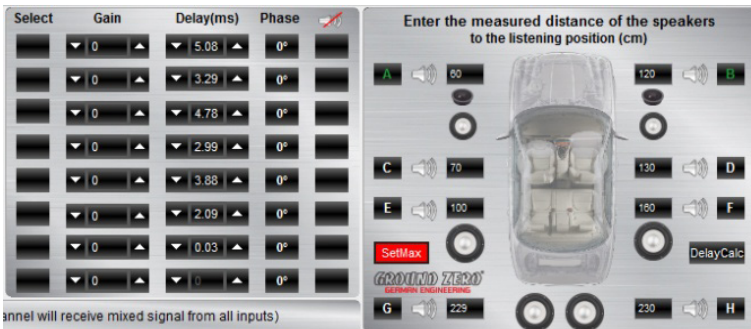 Select Gain Delay(ms) Phase
0 5.08 0°
0 3.29 0°
0 4.78 0°
0 2.99 0°
0 3.88 0°
0 2.09 0°
0 0.03 0°
0 0 0°
annel will receive mixed signal from all inputs)
Enter the measured distance of the speakers
to the listening position (cm)
A 60 120 B
C 70 130 D
E 100 160 F
SetMax DelayCalc
GROUND ZERO
GERMAN ENGINEERING
G 229 230 H